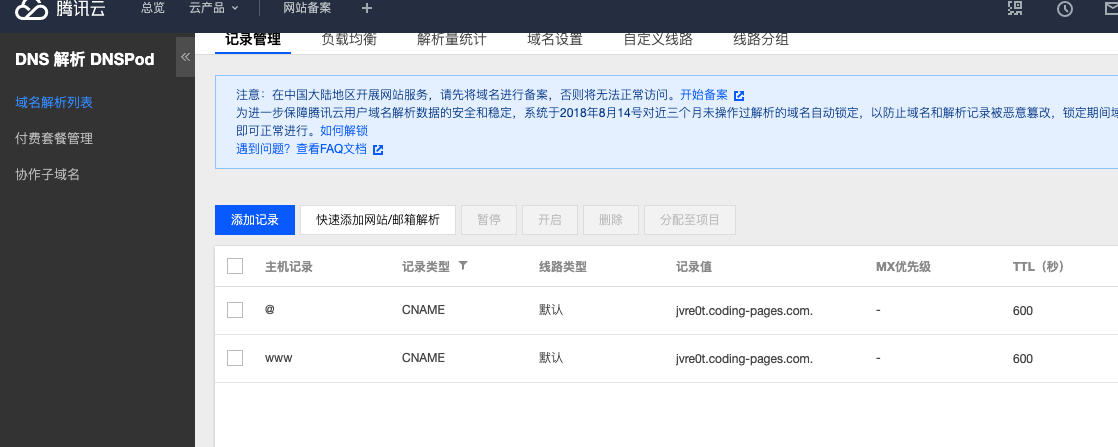 腾讯云 总览 云产品 网站备案 +
DNS 解析 DNSPod
«
域名解析列表
付费套餐管理
协作子域名
记录管理 负载均衡 解析量统计 域名设置 自定义线路 线路分组
注意：在中国大陆地区开展网站服务，请先将域名进行备案，否则将无法正常访问。开始备案
为进一步保障腾讯云用户域名解析数据的安全和稳定，系统于2018年8月14号对近三个月未操作过解析的域名自动锁定，以防止域名和解析记录被恶意篡改，锁定期间域
即可正常进行。如何解锁
遇到问题？查看FAQ文档
添加记录 快速添加网站/邮箱解析 暂停 开启 删除 分配至项目
主机记录 记录类型 线路类型 记录值 MX优先级 TTL（秒）
@ CNAME 默认 jvre0t.coding-pages.com. - 600
www CNAME 默认 jvre0t.coding-pages.com. - 600